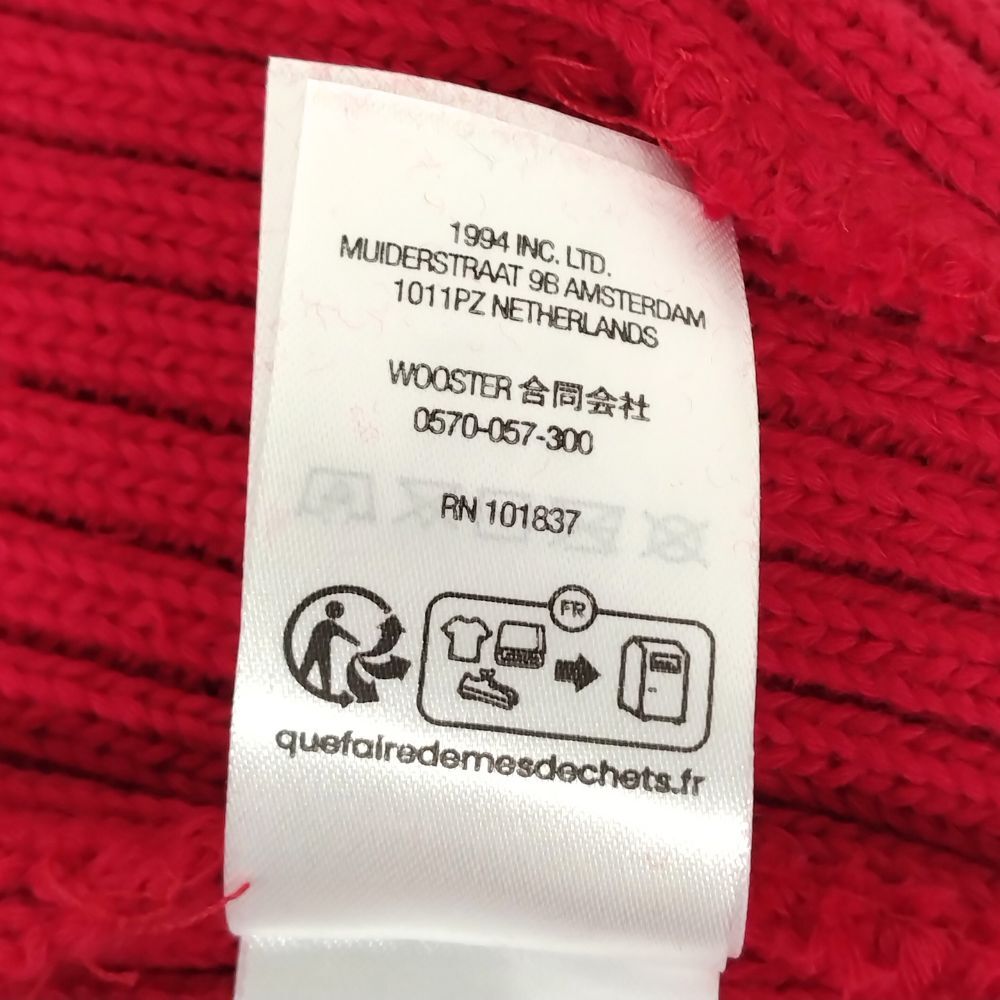 1994 INC. LTD.
MUIDERSTRAAT 9B AMSTERDAM
1011PZ NETHERLANDS
WOOSTER 合同会社
0570-057-300
RN 101837
FR
quefairedemesdechets.fr